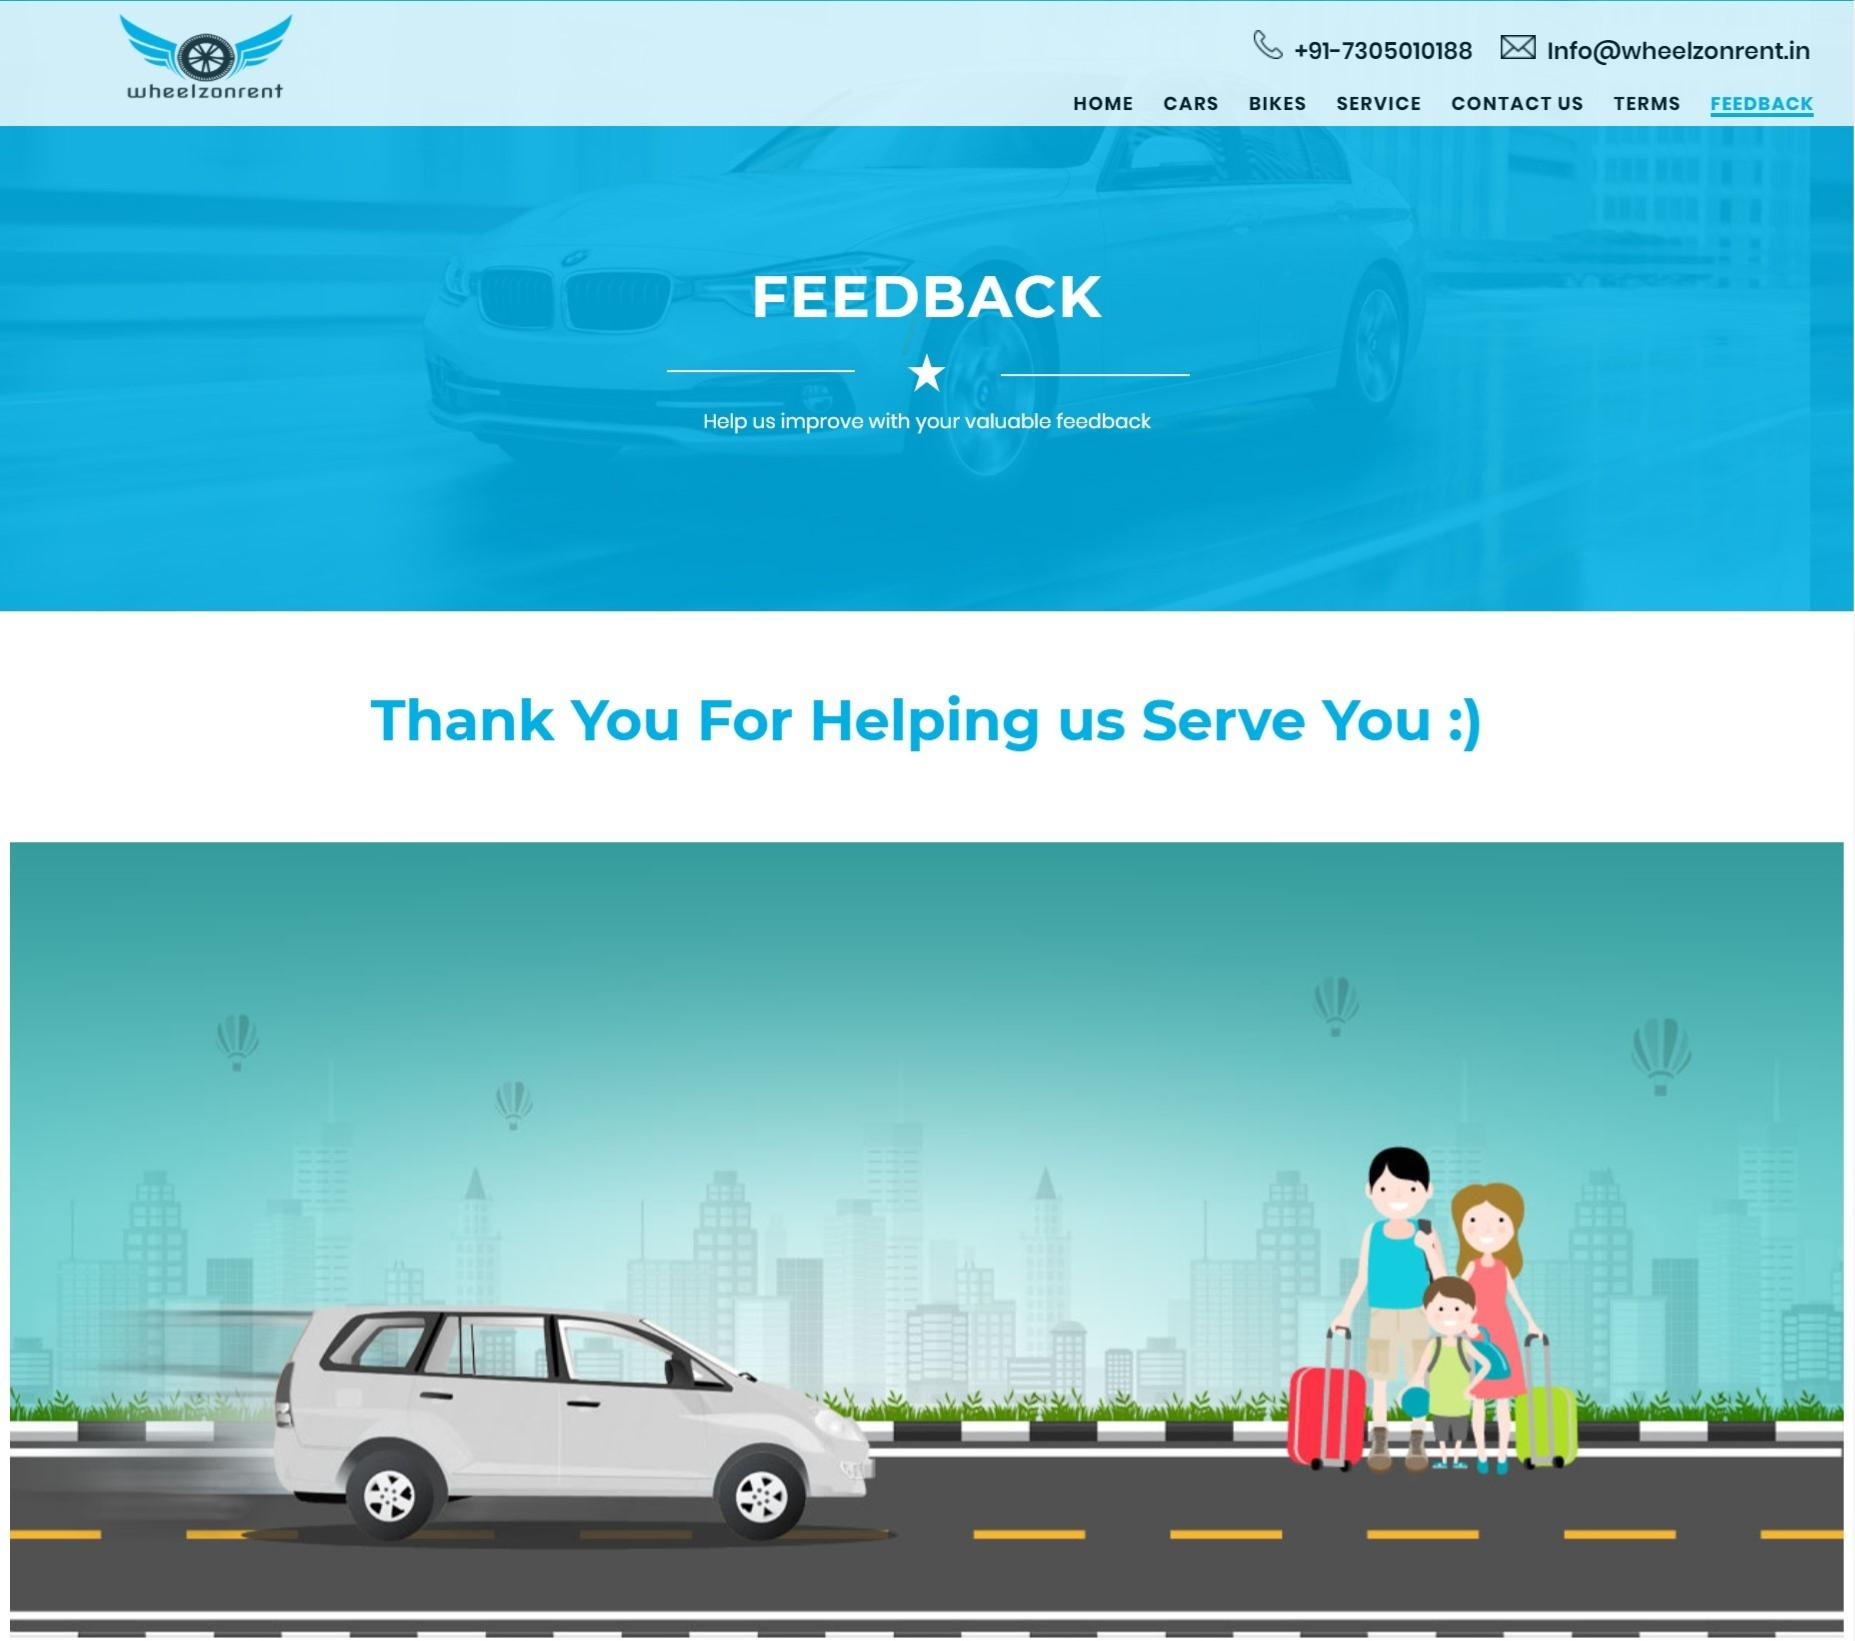 wheelzonrent
+91-7305010188 Info@wheelzonrent.in
HOME CARS BIKES SERVICE CONTACT US TERMS FEEDBACK
FEEDBACK
Help us improve with your valuable feedback
Thank You For Helping us Serve You :)